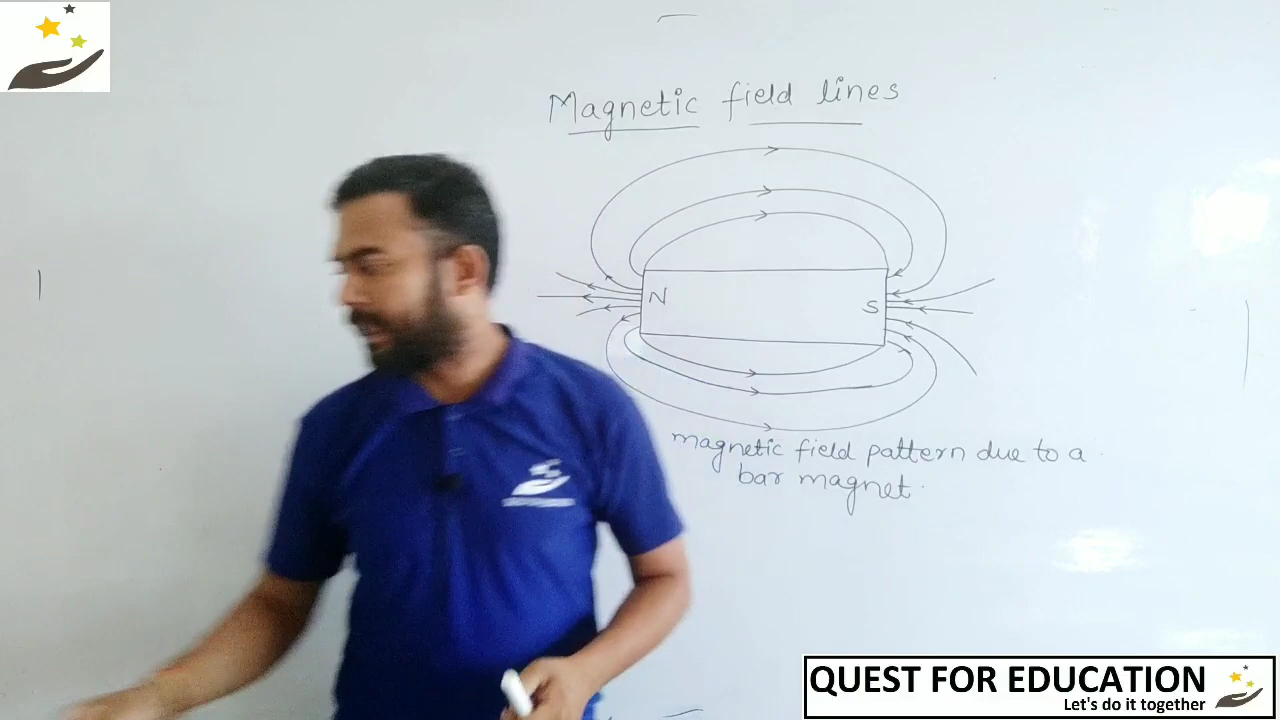 Magnetic field lines
N
S
magnetic field pattern due to a
bar magnet.
QUEST FOR EDUCATION
Let's do it together